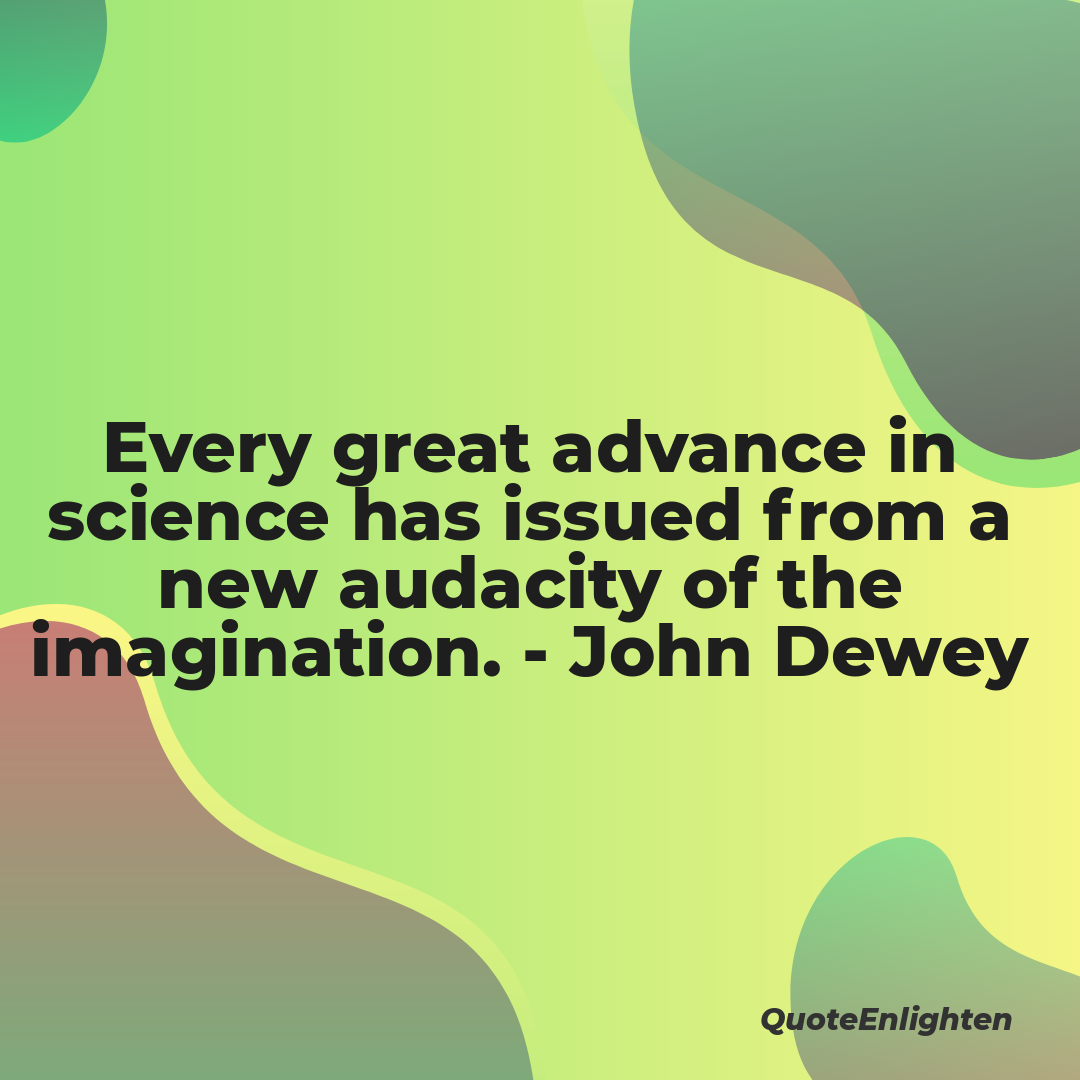 Every great advance in
science has issued from a
new audacity of the
imagination. - John Dewey
QuoteEnlighten